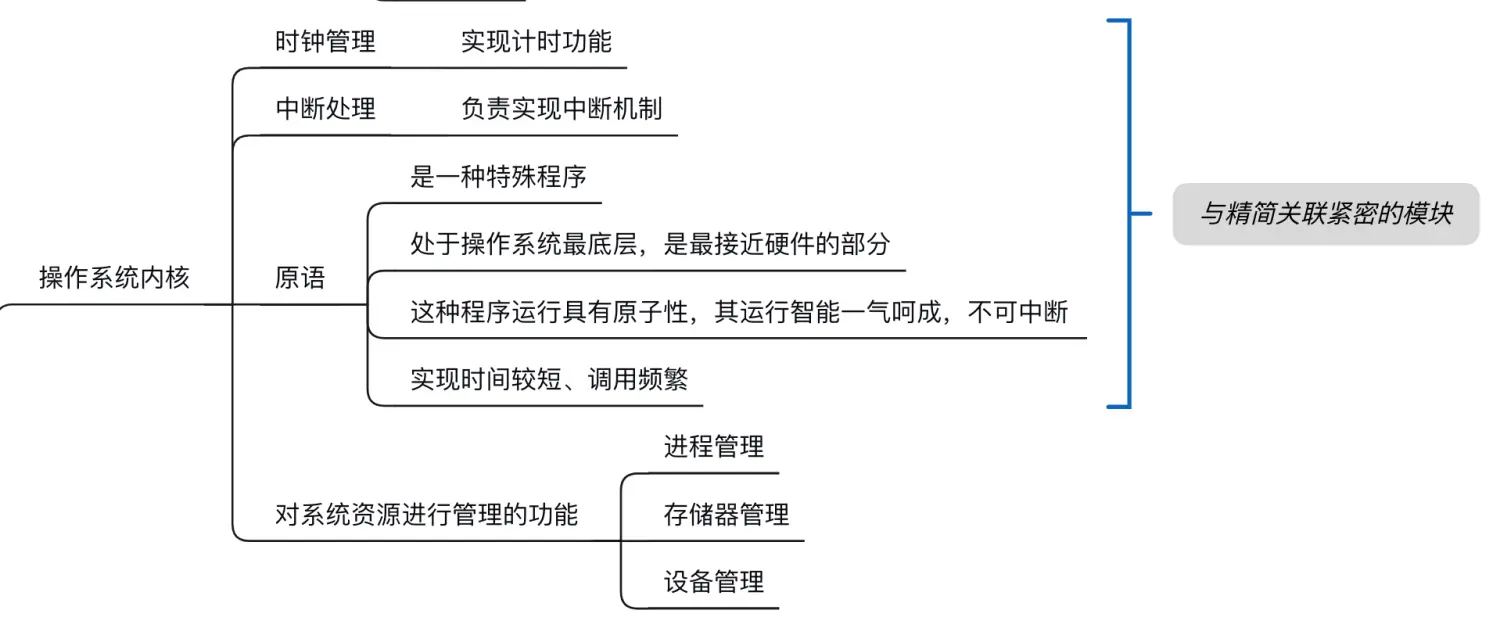 时钟管理
实现计时功能
中断处理
负责实现中断机制
是一种特殊程序
处于操作系统最底层，是最接近硬件的部分
与精简关联紧密的模块
操作系统内核
原语
这种程序运行具有原子性，其运行智能一气呵成，不可中断
实现时间较短、调用频繁
进程管理
对系统资源进行管理的功能
存储器管理
设备管理